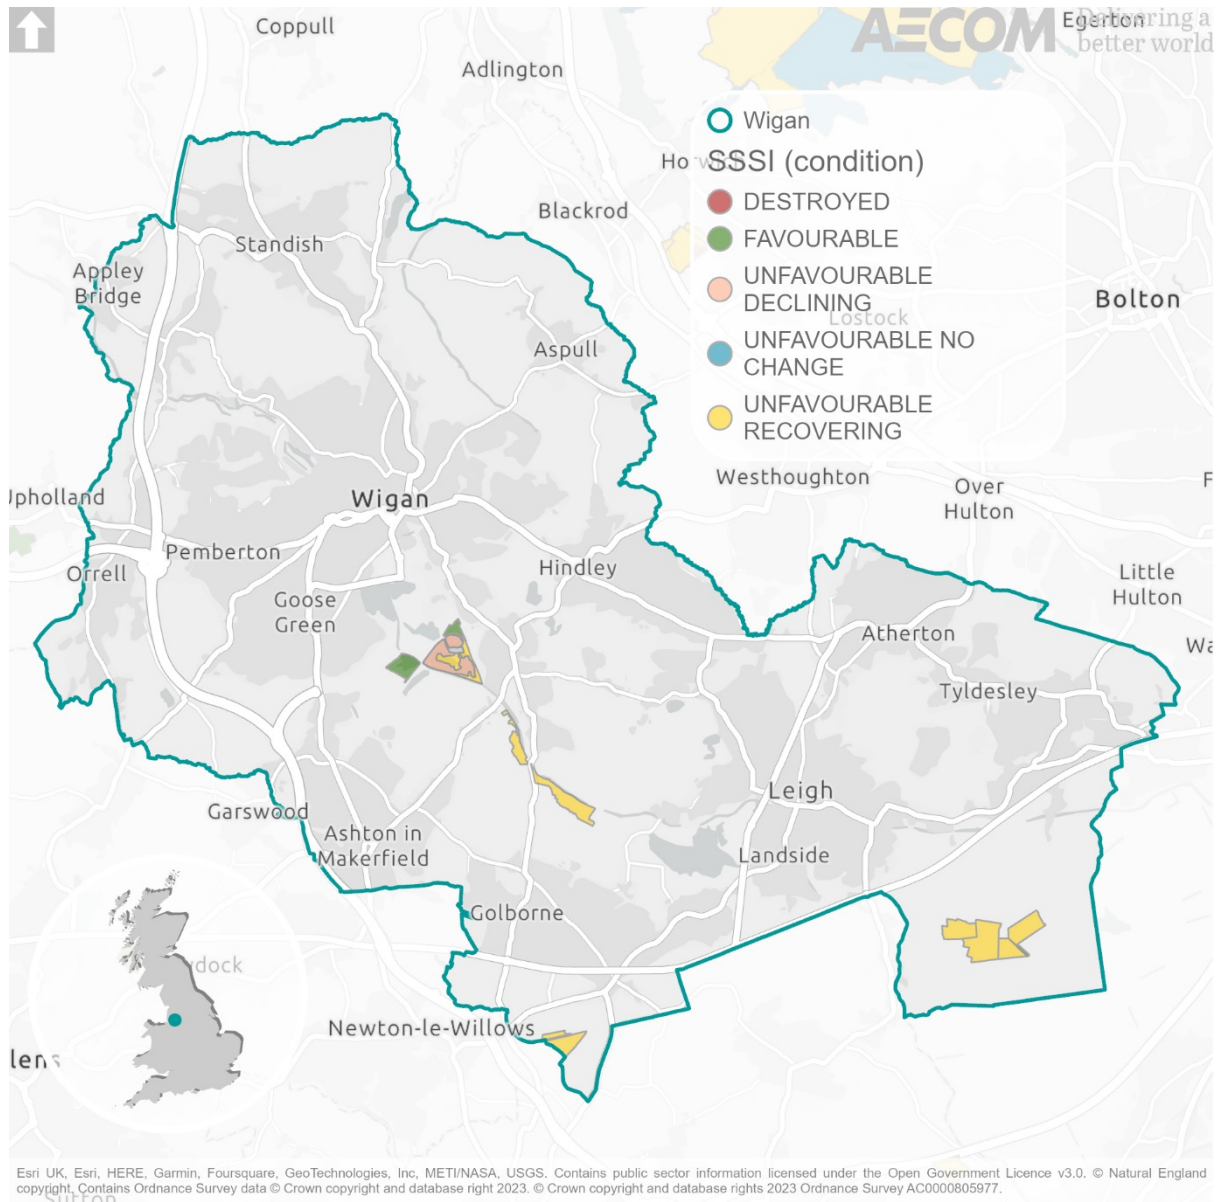 Coppull
Adlington
AECOM
Egerton
Delivering a
better world
Wigan
SSSI (condition)
DESTROYED
FAVOURABLE
UNFAVOURABLE
DECLINING
UNFAVOURABLE NO
CHANGE
UNFAVOURABLE
RECOVERING
Blackrod
Standish
Appley
Bridge
Lostock
Bolton
Aspull
Westhoughton
Over
Hulton
Upholland
Wigan
Pemberton
Orrell
Hindley
Goose
Green
Little
Hulton
Atherton
Tyldesley
Leigh
Garswood
Ashton in
Makerfield
Landside
Golborne
dock
Newton-le-Willows
lens
Esri UK, Esri, HERE, Garmin, Foursquare, GeoTechnologies, Inc, METI/NASA, USGS. Contains public sector information licensed under the Open Government Licence v3.0. © Natural England
copyright. Contains Ordnance Survey data © Crown copyright and database right 2023. © Crown copyright and database rights 2023 Ordnance Survey AC0000805977.
Sutton